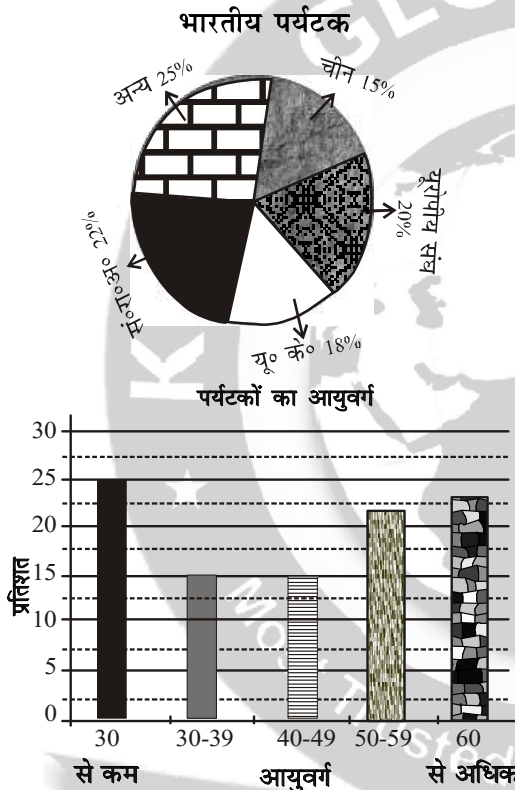 भारतीय पर्यटक
अन्य 25%
चीन 15%
यूरोपीय संघ
20%
सं०रा०अ० 22%
यू० के० 18%
पर्यटकों का आयुवर्ग
प्रतिशत
30
25
20
15
10
5
0
30 30-39 40-49 50-59 60
से कम आयुवर्ग से अधिक